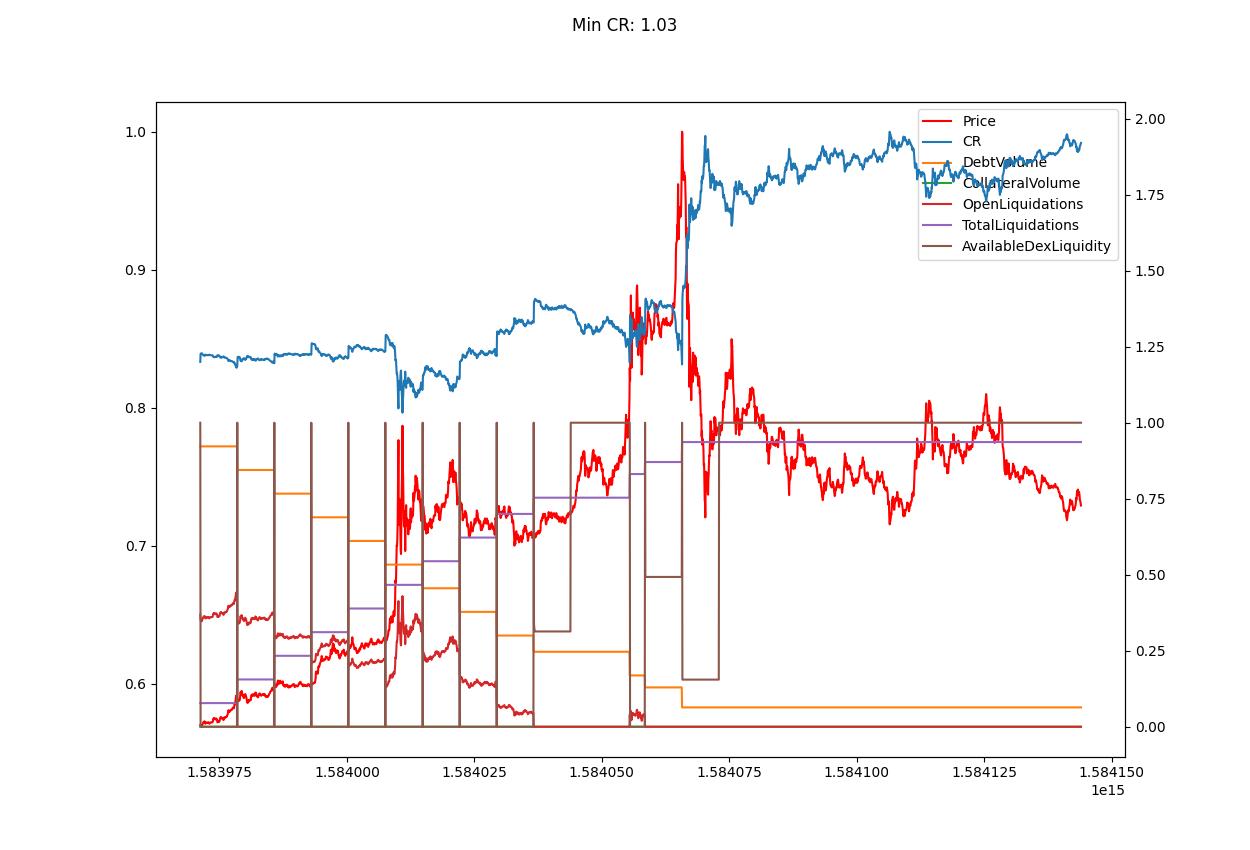 Min CR: 1.03
1.0
0.9
0.8
0.7
0.6
2.00
1.75
1.50
1.25
1.00
0.75
0.50
0.25
0.00
Price
CR
DebtVolume
CollateralVolume
OpenLiquidations
TotalLiquidations
AvailableDexLiquidity
1.583975 1.584000 1.584025 1.584050 1.584075 1.584100 1.584125 1.584150
1e15